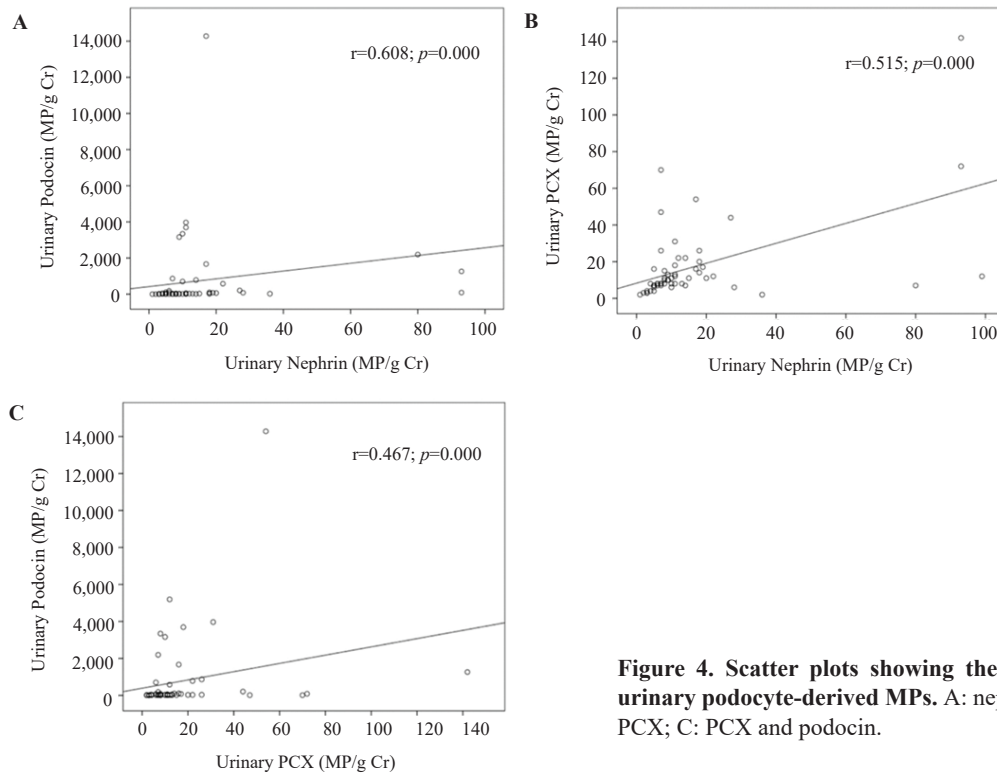 A
Urinary Podocin (MP/g Cr)
14,000
12,000
10,000
8,000
6,000
4,000
2,000
0
r=0.608; p=0.000
0 20 40 60 80 100
Urinary Nephrin (MP/g Cr)
B
Urinary PCX (MP/g Cr)
140
120
100
80
60
40
20
0
r=0.515; p=0.000
0 20 40 60 80 100
Urinary Nephrin (MP/g Cr)
C
Urinary Podocin (MP/g Cr)
14,000
12,000
10,000
8,000
6,000
4,000
2,000
0
r=0.467; p=0.000
0 20 40 60 80 100 120 140
Urinary PCX (MP/g Cr)
Figure 4. Scatter plots showing the
urinary podocyte-derived MPs. A:
PCX; C: PCX and podocin.